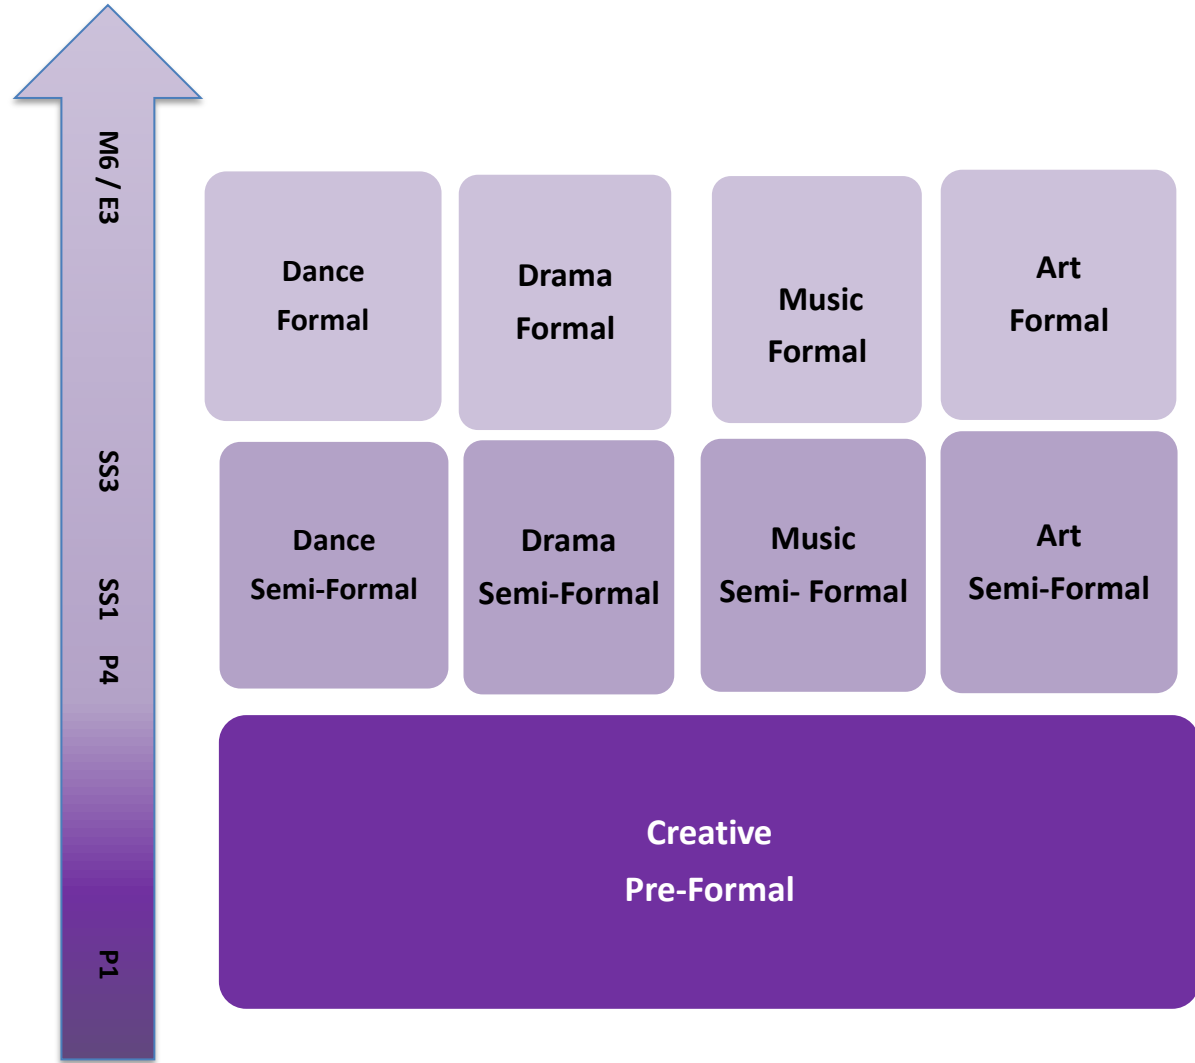 M6 / E3
SS3
SS1
P4
P1
Dance
Formal
Drama
Formal
Music
Formal
Art
Formal
Dance
Semi-Formal
Drama
Semi-Formal
Music
Semi- Formal
Art
Semi-Formal
Creative
Pre-Formal